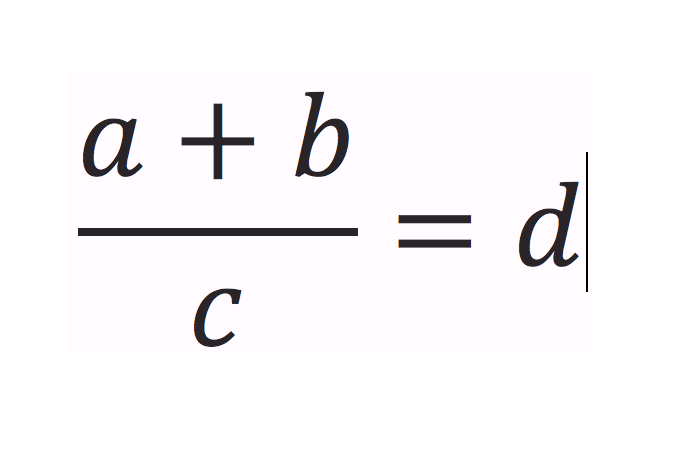 a + b
c
= d